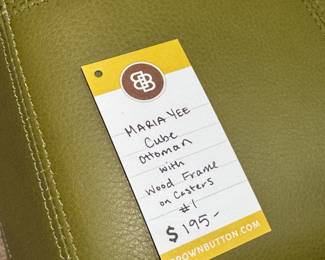 MARIA YEE
Cube
Ottoman
with
Wood Frame
on Casters
#1
$195-
BROWNBUTTON.COM